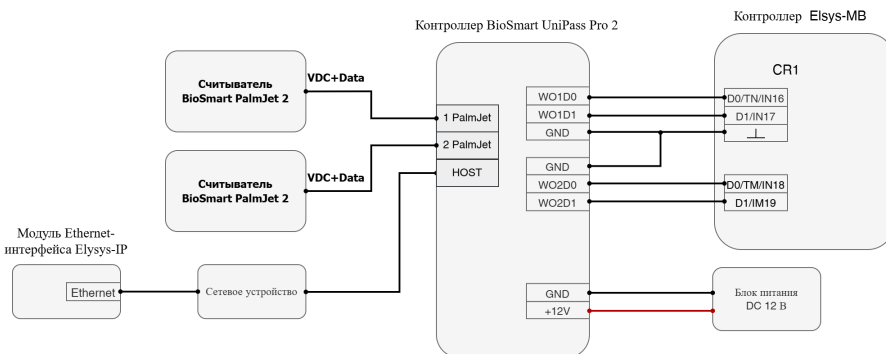 Контроллер BioSmart UniPass Pro 2
Контроллер Elsys-MB
Считыватель
BioSmart PalmJet 2
VDC+Data
Считыватель
BioSmart PalmJet 2
VDC+Data
1 PalmJet
2 PalmJet
HOST
WO1D0
WO1D1
GND
GND
WO2D0
WO2D1
GND
+12V
CR1
D0/TN/IN16
D1/IN17
D0/TM/IN18
D1/IM19
Модуль Ethernet-
интерфейса Elysys-IP
Ethernet
Сетевое устройство
Блок питания
DC 12 В